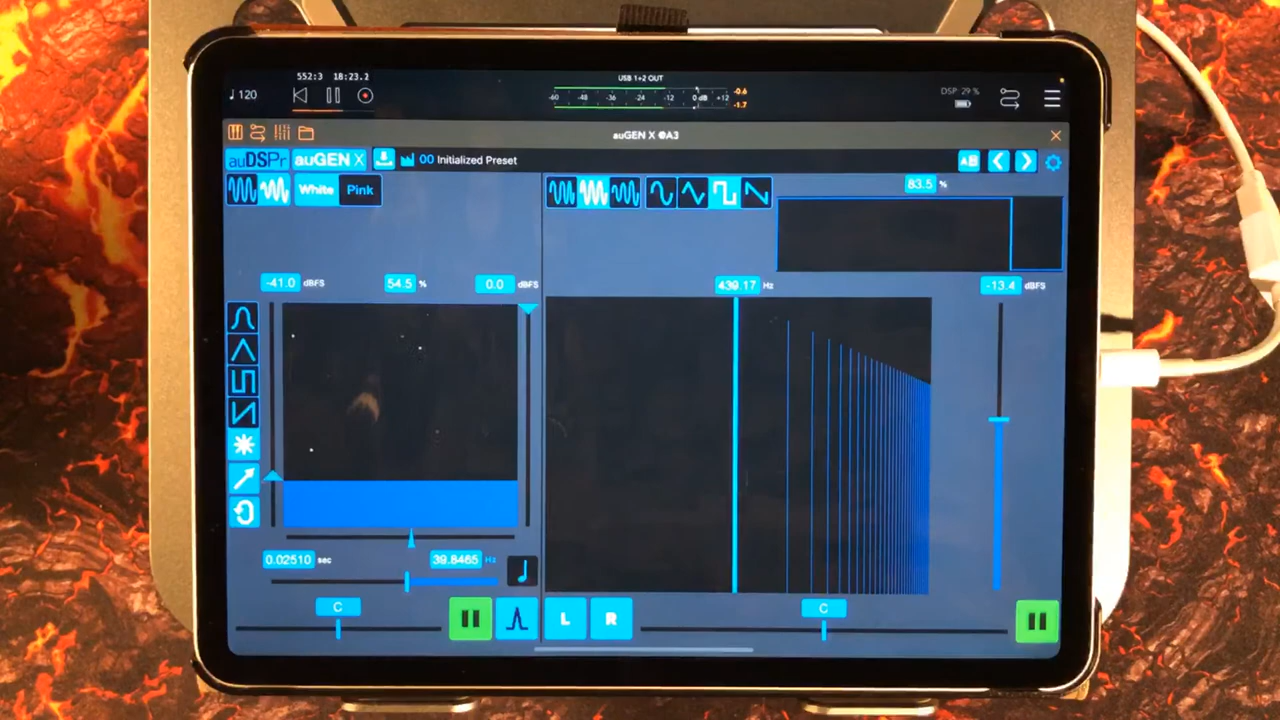 552:3 18:23.2
♩ 120
USB 1+2 OUT
-60 -48 -36 -24 -12 0 dB +12
-0.6
-1.7
DSP 29 %
auGEN X @A3
auDSPr auGEN X 00 Initialized Preset AB
White Pink
83.5 %
-41.0 dBFS 54.5 % 0.0 dBFS
439.17 Hz -13.4 dBFS
0.02510 sec 39.8465 Hz
C L R C